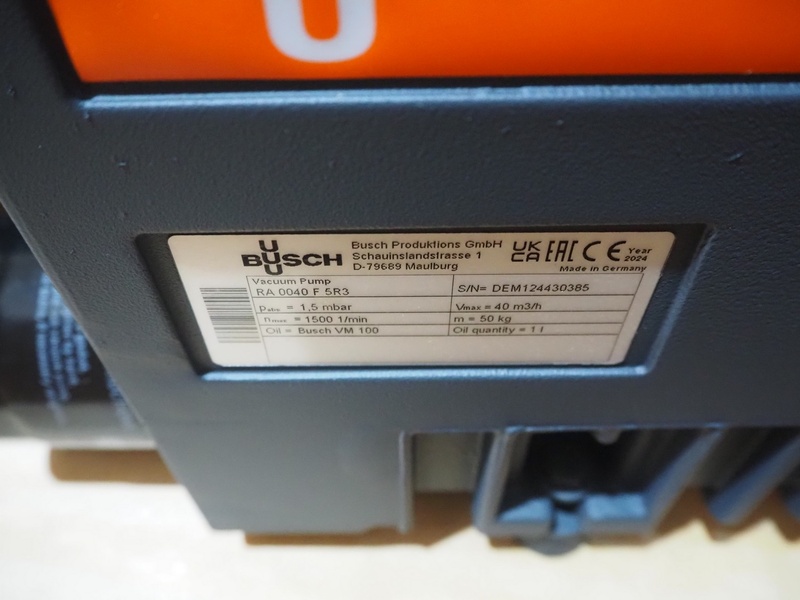 BUSCH
Busch Produktions GmbH
Schauinslandstrasse 1
D-79689 Maulburg
UK CA EAC CE Year 2024
Made in Germany
Vacuum Pump
RA 0040 F 5R3
S/N= DEM124430385
Pabs = 1,5 mbar
Vmax = 40 m3/h
nmax = 1500 1/min
m = 50 kg
Oil = Busch VM 100
Oil quantity = 1 l